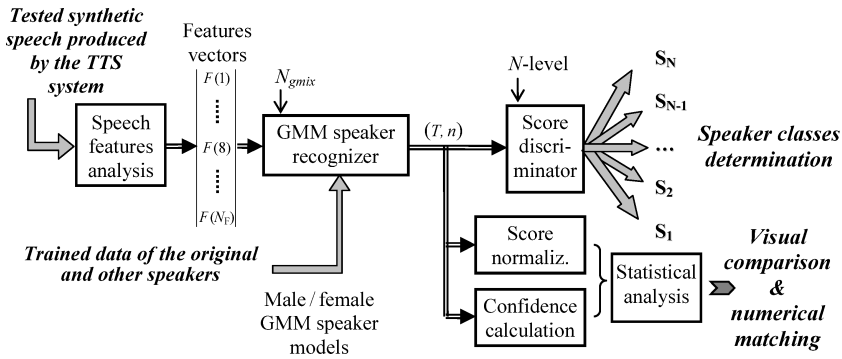 Tested synthetic
speech produced
by the TTS
system
Features
vectors
F(1)
F(8)
F(N_F)
Speech
features
analysis
N_gmix
GMM speaker
recognizer
(T, n)
N-level
Score
discri-
minator
S_N
S_N-1
...
S_2
S_1
Speaker classes
determination
Trained data of the original
and other speakers
Male / female
GMM speaker
models
Score
normaliz.
Confidence
calculation
Statistical
analysis
Visual
comparison
&
numerical
matching